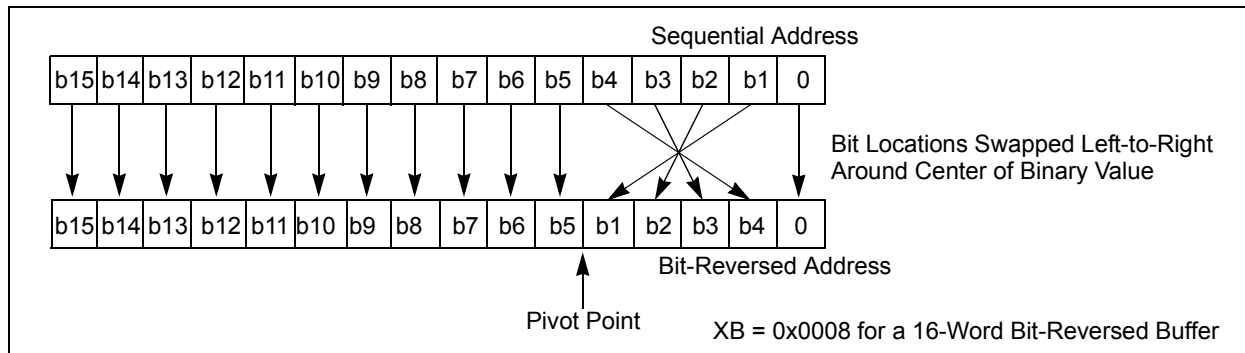 Sequential Address
b15 b14 b13 b12 b11 b10 b9 b8 b7 b6 b5 b4 b3 b2 b1 0
Bit Locations Swapped Left-to-Right
Around Center of Binary Value
b15 b14 b13 b12 b11 b10 b9 b8 b7 b6 b5 b1 b2 b3 b4 0
Bit-Reversed Address
Pivot Point
XB = 0x0008 for a 16-Word Bit-Reversed Buffer